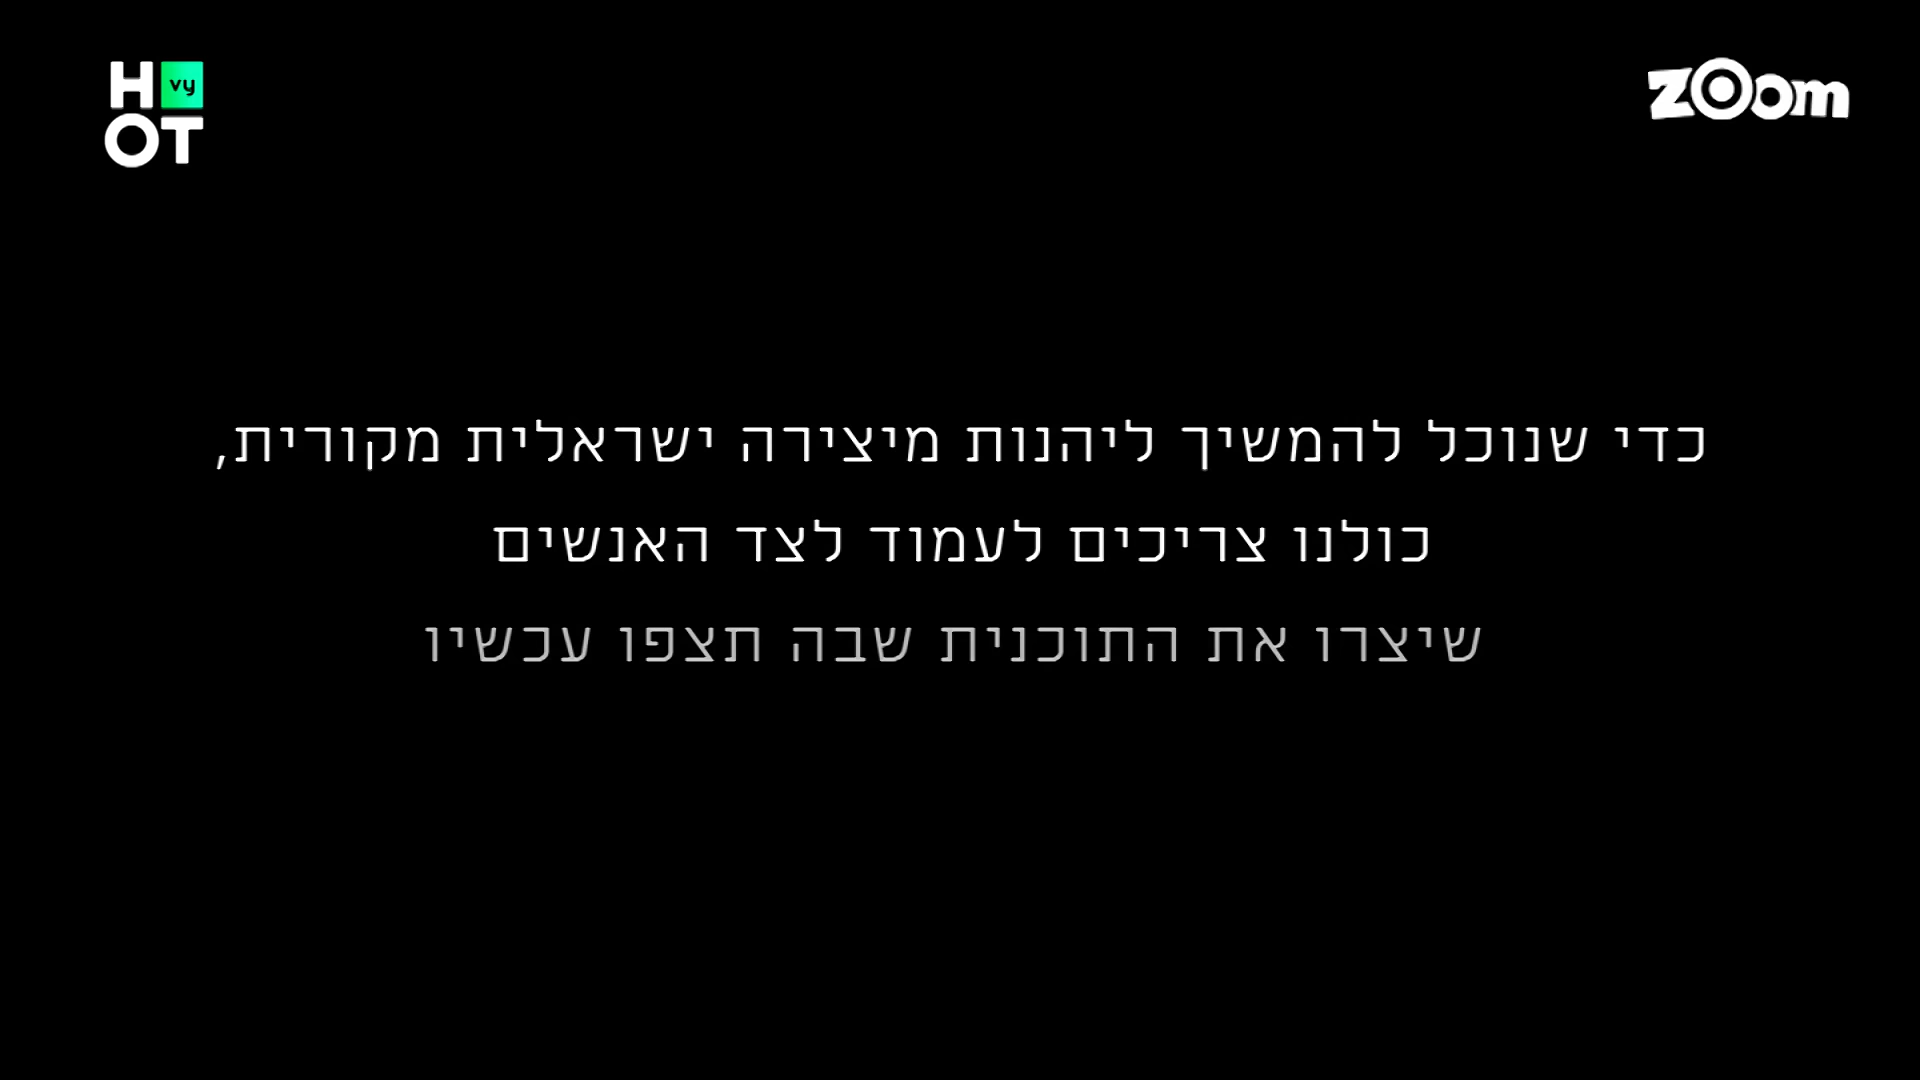 HOT
vy
zoom
כדי שנוכל להמשיך ליהנות מיצירה ישראלית מקורית,
כולנו צריכים לעמוד לצד האנשים
שיצרו את התוכנית שבה תצפו עכשיו